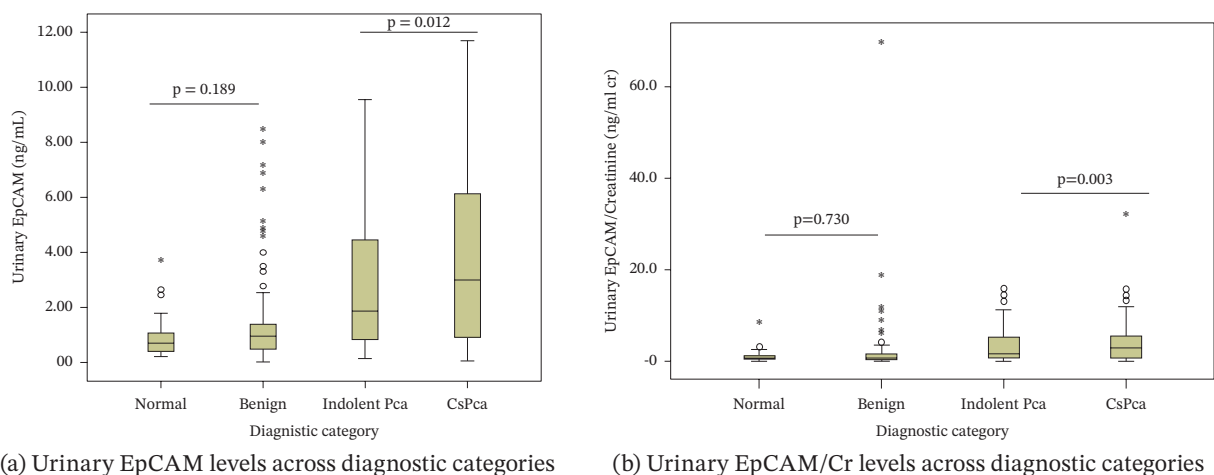 12.00
10.00
8.00
6.00
4.00
2.00
00
Urinary EpCAM (ng/mL)
p = 0.189
p = 0.012
Normal
Benign
Indolent Pca
CsPca
Diagnistic category
(a) Urinary EpCAM levels across diagnostic categories
60.0
40.0
20.0
-0
Urinary EpCAM/Creatinine (ng/ml cr)
p=0.730
p=0.003
Normal
Benign
Indolent Pca
CsPca
Diagnostic category
(b) Urinary EpCAM/Cr levels across diagnostic categories